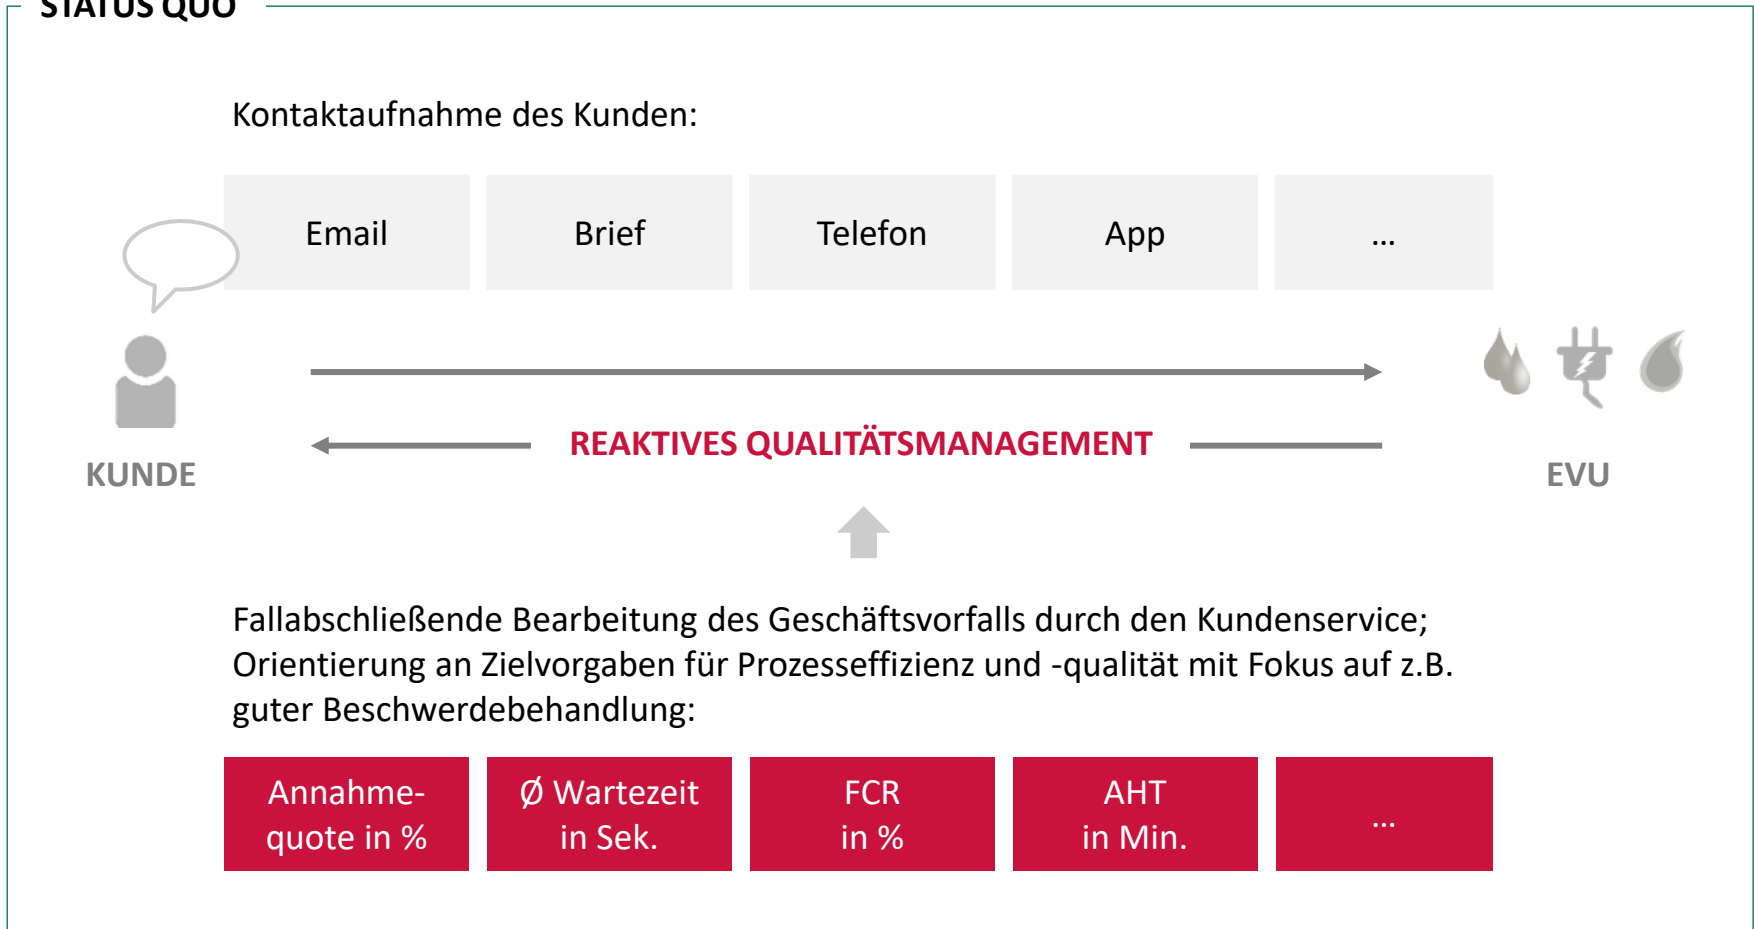 STATUS QUO
Kontaktaufnahme des Kunden:
Email
Brief
Telefon
App
...
REAKTIVES QUALITÄTSMANAGEMENT
KUNDE
EVU
Fallabschließende Bearbeitung des Geschäftsvorfalls durch den Kundenservice;
Orientierung an Zielvorgaben für Prozesseffizienz und -qualität mit Fokus auf z.B.
guter Beschwerdebehandlung:
Annahme-
quote in %
Ø Wartezeit
in Sek.
FCR
in %
AHT
in Min.
...